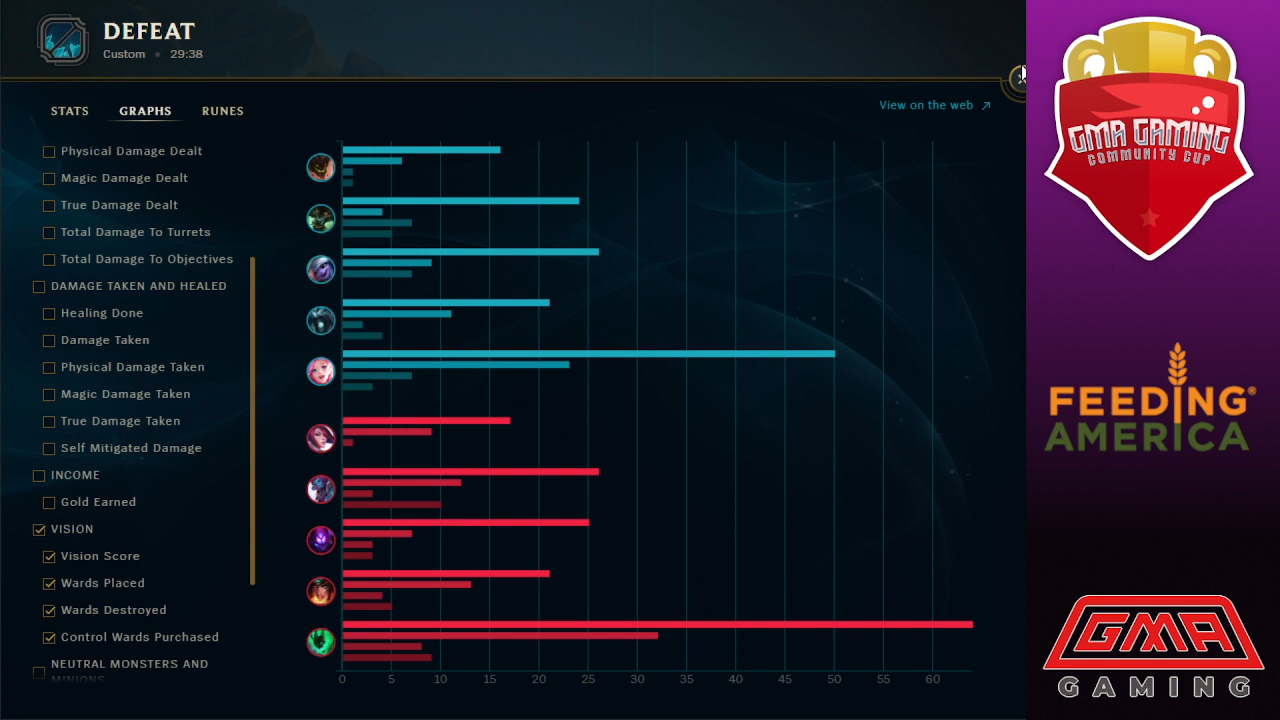 DEFEAT
Custom • 29:38
STATS GRAPHS RUNES
View on the web
Physical Damage Dealt
Magic Damage Dealt
True Damage Dealt
Total Damage To Turrets
Total Damage To Objectives
DAMAGE TAKEN AND HEALED
Healing Done
Damage Taken
Physical Damage Taken
Magic Damage Taken
True Damage Taken
Self Mitigated Damage
INCOME
Gold Earned
VISION
Vision Score
Wards Placed
Wards Destroyed
Control Wards Purchased
NEUTRAL MONSTERS AND
MINIONS
0 5 10 15 20 25 30 35 40 45 50 55 60
GMA GAMING
COMMUNITY CUP
FEEDING®
AMERICA
GMA
GAMING